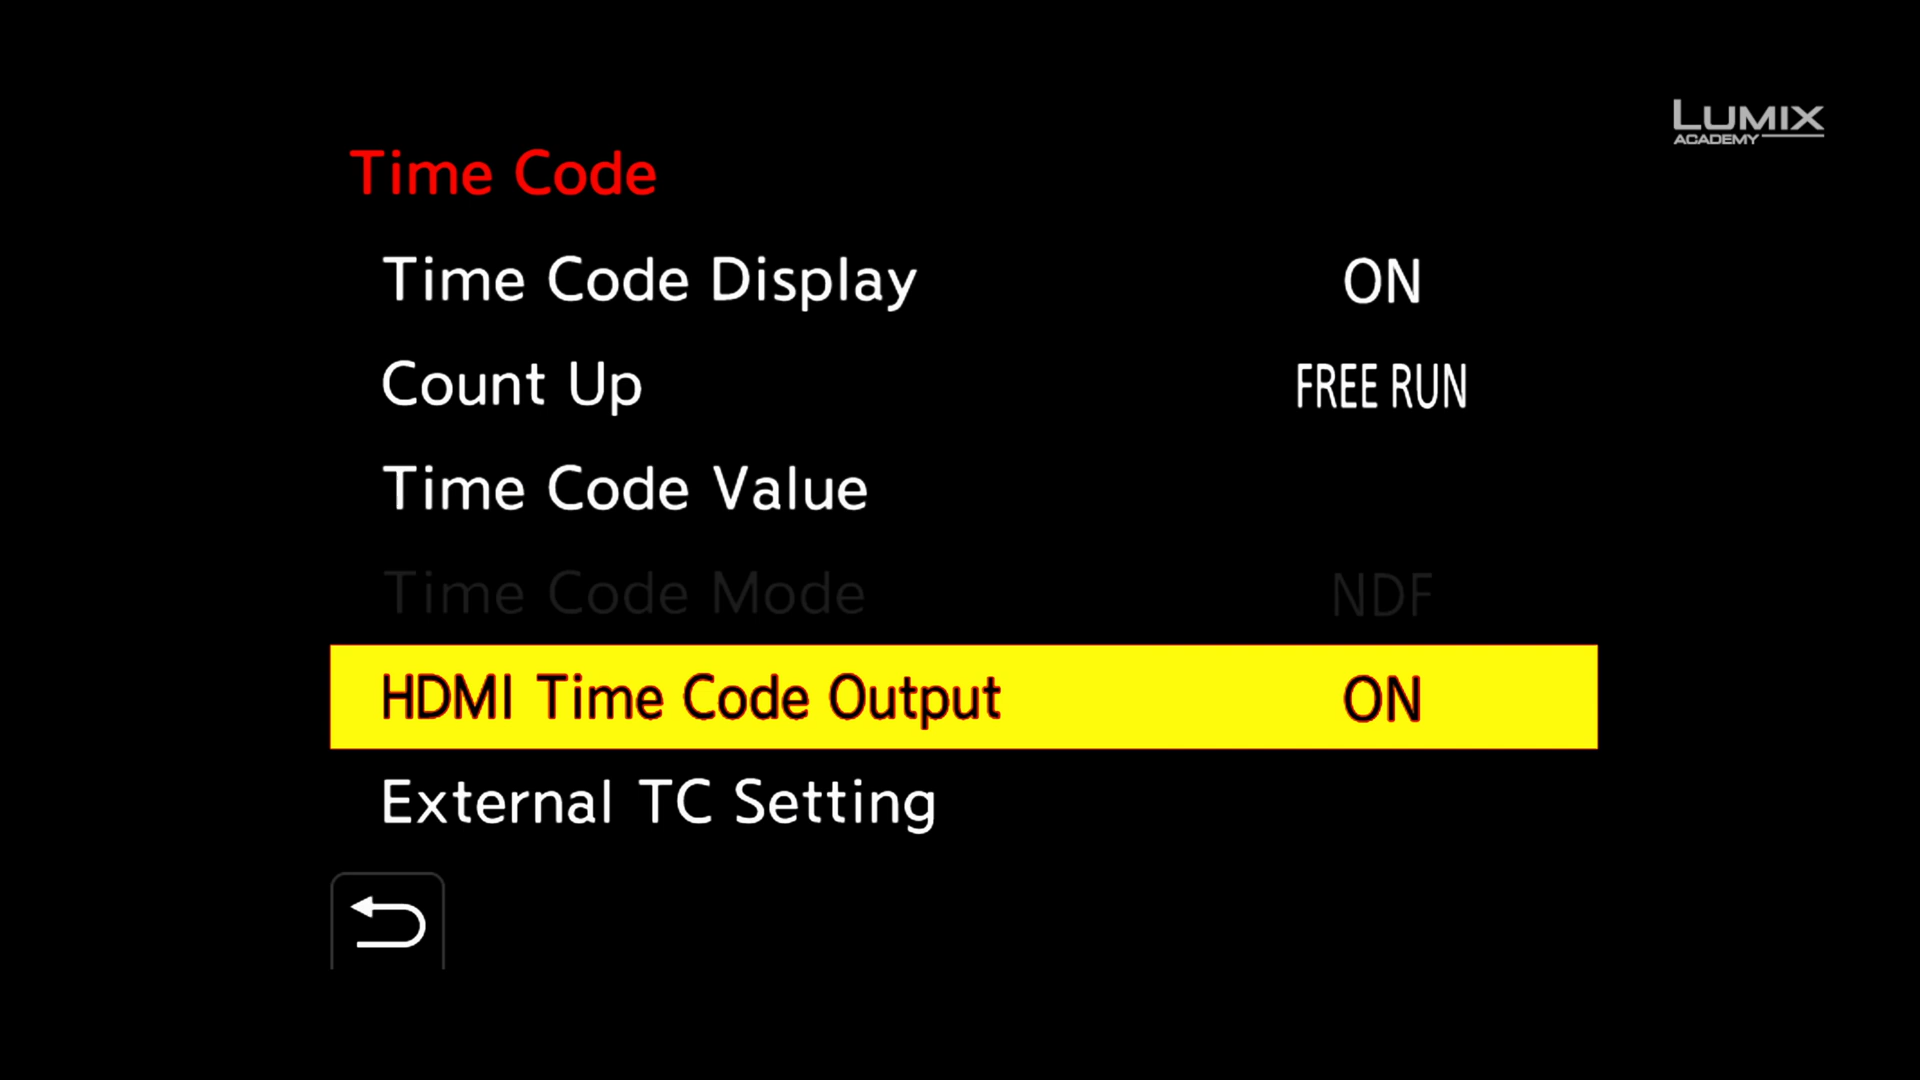 LUMIX
ACADEMY
Time Code
Time Code Display ON
Count Up FREE RUN
Time Code Value
Time Code Mode NDF
HDMI Time Code Output ON
External TC Setting